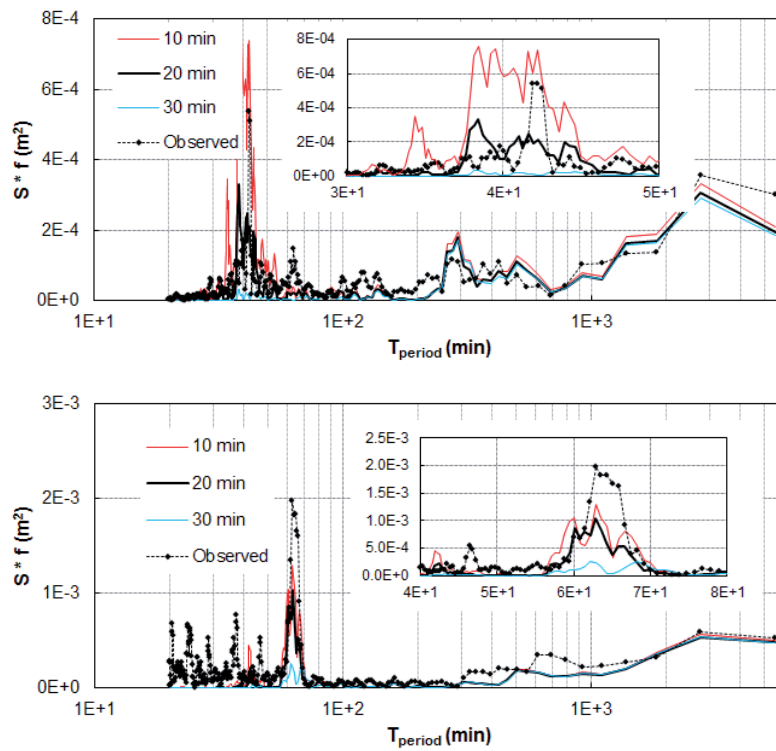 8E-4
6E-4
4E-4
2E-4
0E+0
S * f (m²)
10 min
20 min
30 min
Observed
8E-04
6E-04
4E-04
2E-04
0E+00
3E+1
4E+1
5E+1
1E+1
1E+2
1E+3
T period (min)
3E-3
2E-3
1E-3
0E+0
S * f (m²)
10 min
20 min
30 min
Observed
2.5E-3
2.0E-3
1.5E-3
1.0E-3
5.0E-4
0.0E+0
4E+1
5E+1
6E+1
7E+1
8E+1
1E+1
1E+2
1E+3
T period (min)